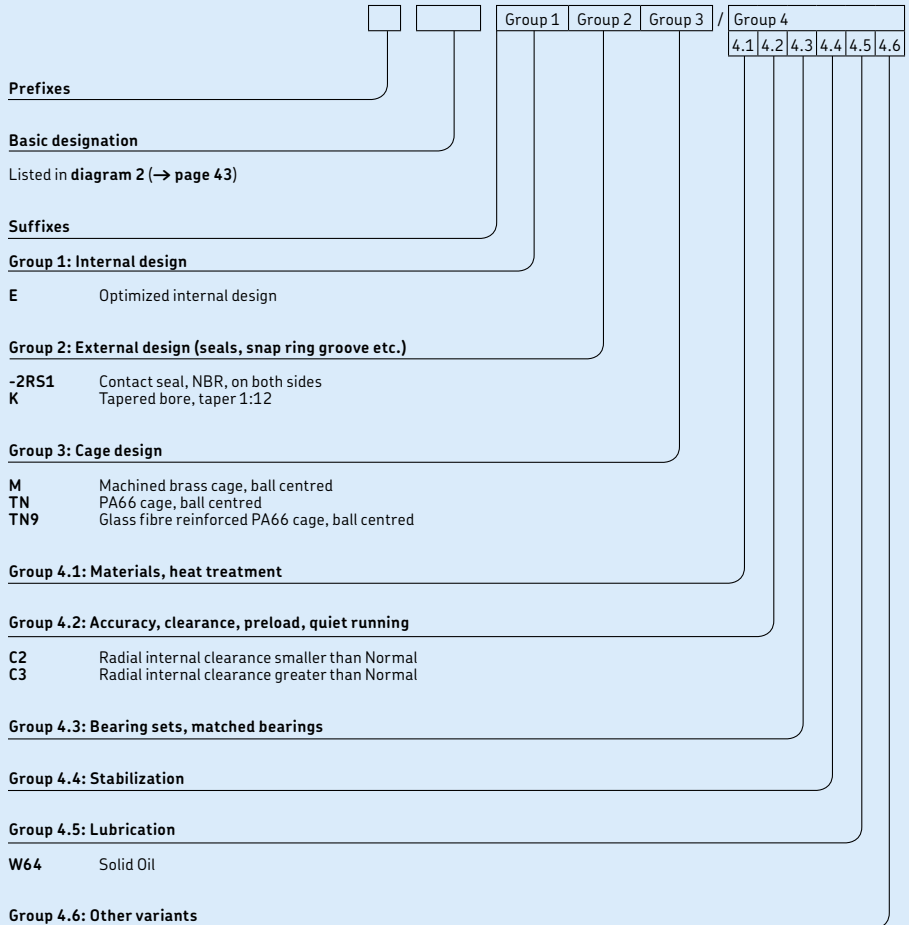 Group 1 Group 2 Group 3 / Group 4
4.1 4.2 4.3 4.4 4.5 4.6
Prefixes
Basic designation
Listed in diagram 2 (→ page 43)
Suffixes
Group 1: Internal design
E Optimized internal design
Group 2: External design (seals, snap ring groove etc.)
-2RS1 Contact seal, NBR, on both sides
K Tapered bore, taper 1:12
Group 3: Cage design
M Machined brass cage, ball centred
TN PA66 cage, ball centred
TN9 Glass fibre reinforced PA66 cage, ball centred
Group 4.1: Materials, heat treatment
Group 4.2: Accuracy, clearance, preload, quiet running
C2 Radial internal clearance smaller than Normal
C3 Radial internal clearance greater than Normal
Group 4.3: Bearing sets, matched bearings
Group 4.4: Stabilization
Group 4.5: Lubrication
W64 Solid Oil
Group 4.6: Other variants